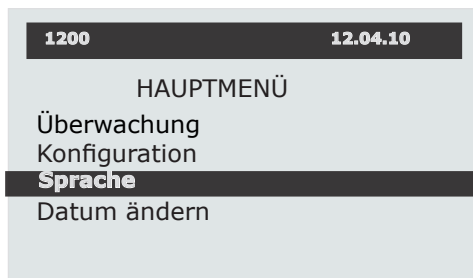 1200 12.04.10
HAUPTMENÜ
Überwachung
Konfiguration
Sprache
Datum ändern